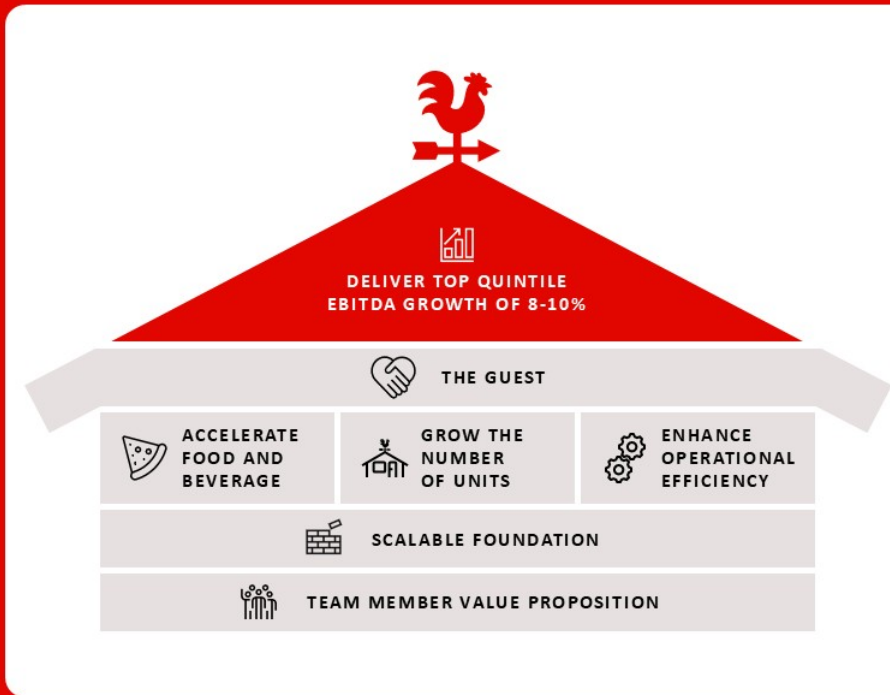 DELIVER TOP QUINTILE
EBITDA GROWTH OF 8-10%
THE GUEST
ACCELERATE
FOOD AND
BEVERAGE
GROW THE
NUMBER
OF UNITS
ENHANCE
OPERATIONAL
EFFICIENCY
SCALABLE FOUNDATION
TEAM MEMBER VALUE PROPOSITION